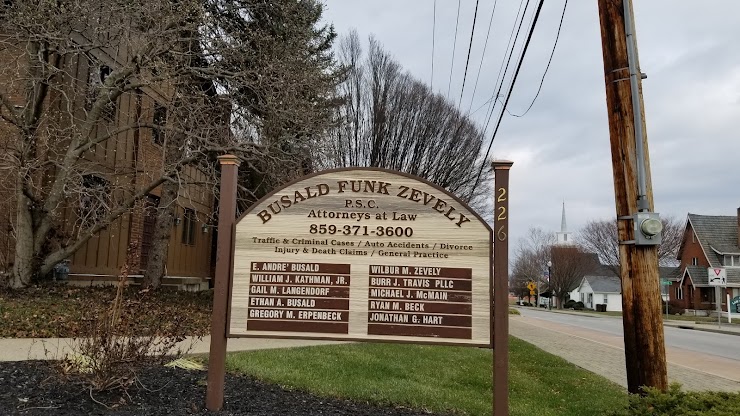 BUSALD FUNK ZEVELY
P.S.C.
Attorneys at Law
859-371-3600
Traffic & Criminal Cases / Auto Accidents / Divorce
Injury & Death Claims / General Practice
E. ANDRE' BUSALD
WILLIAM J. KATHMAN, JR.
GAIL M. LANGENDORF
ETHAN A. BUSALD
GREGORY M. ERPENBECK
WILBUR M. ZEVELY
BURR J. TRAVIS PLLC
MICHAEL J. McMAIN
RYAN M. BECK
JONATHAN G. HART
226